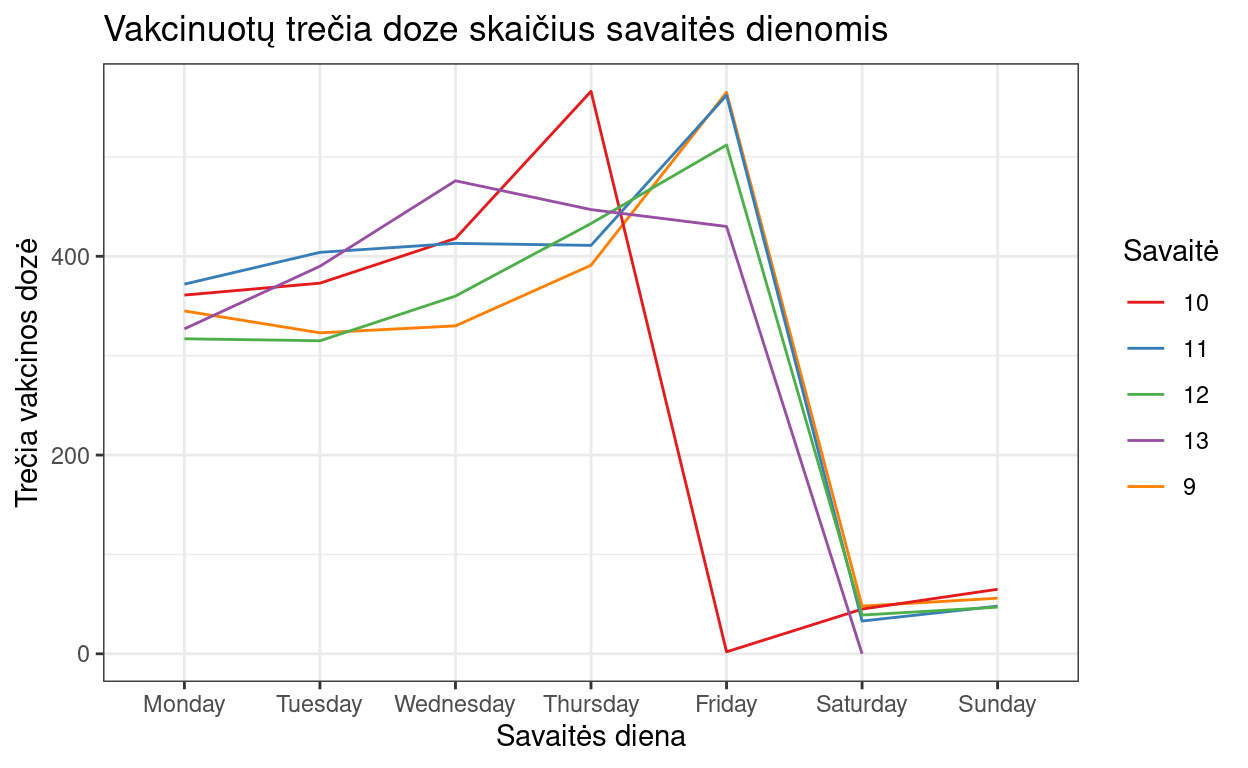 Vakcinuotų trečia doze skaičius savaitės dienomis
Trečia vakcinos dozė
400
200
0
Monday Tuesday Wednesday Thursday Friday Saturday Sunday
Savaitės diena
Savaitė
10
11
12
13
9